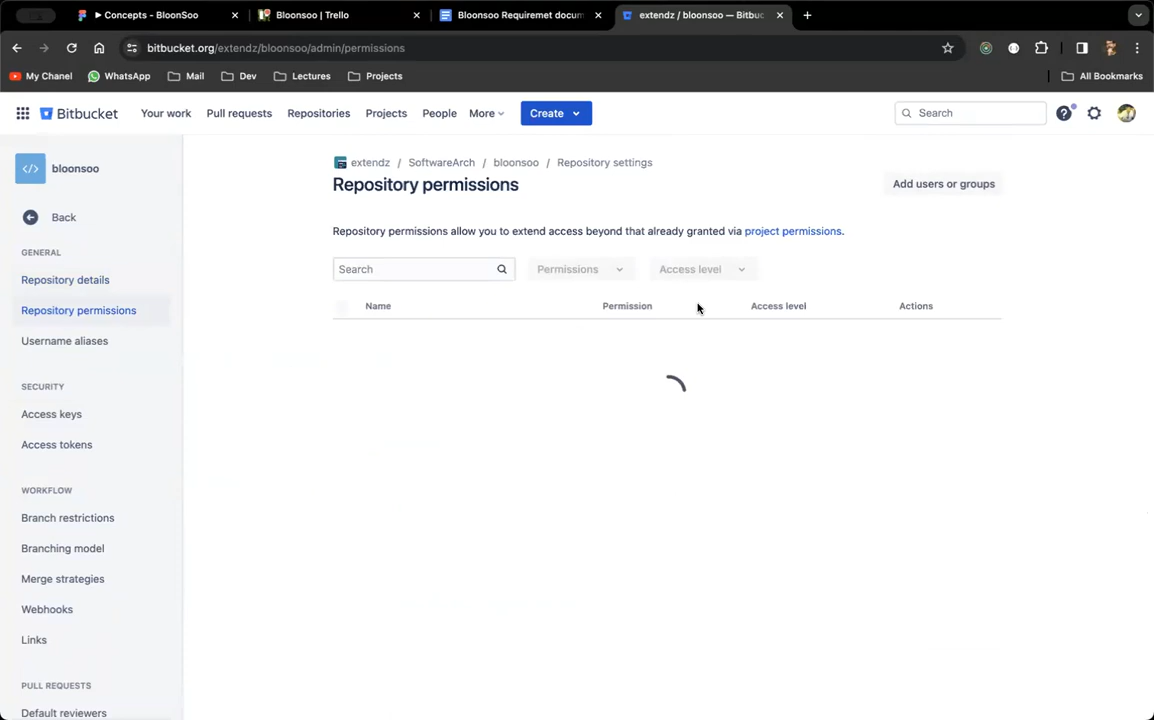 Concepts - BloonSoo
Bloonsoo | Trello
Bloonsoo Requiremet docum
extendz / bloonsoo — Bitbuc
bitbucket.org/extendz/bloonsoo/admin/permissions
My Chanel
WhatsApp
Mail
Dev
Lectures
Projects
All Bookmarks
Bitbucket
Your work
Pull requests
Repositories
Projects
People
More
Create
Search
bloonsoo
Back
GENERAL
Repository details
Repository permissions
Username aliases
SECURITY
Access keys
Access tokens
WORKFLOW
Branch restrictions
Branching model
Merge strategies
Webhooks
Links
PULL REQUESTS
Default reviewers
extendz / SoftwareArch / bloonsoo / Repository settings
Repository permissions
Add users or groups
Repository permissions allow you to extend access beyond that already granted via project permissions.
Search
Permissions
Access level
Name
Permission
Access level
Actions